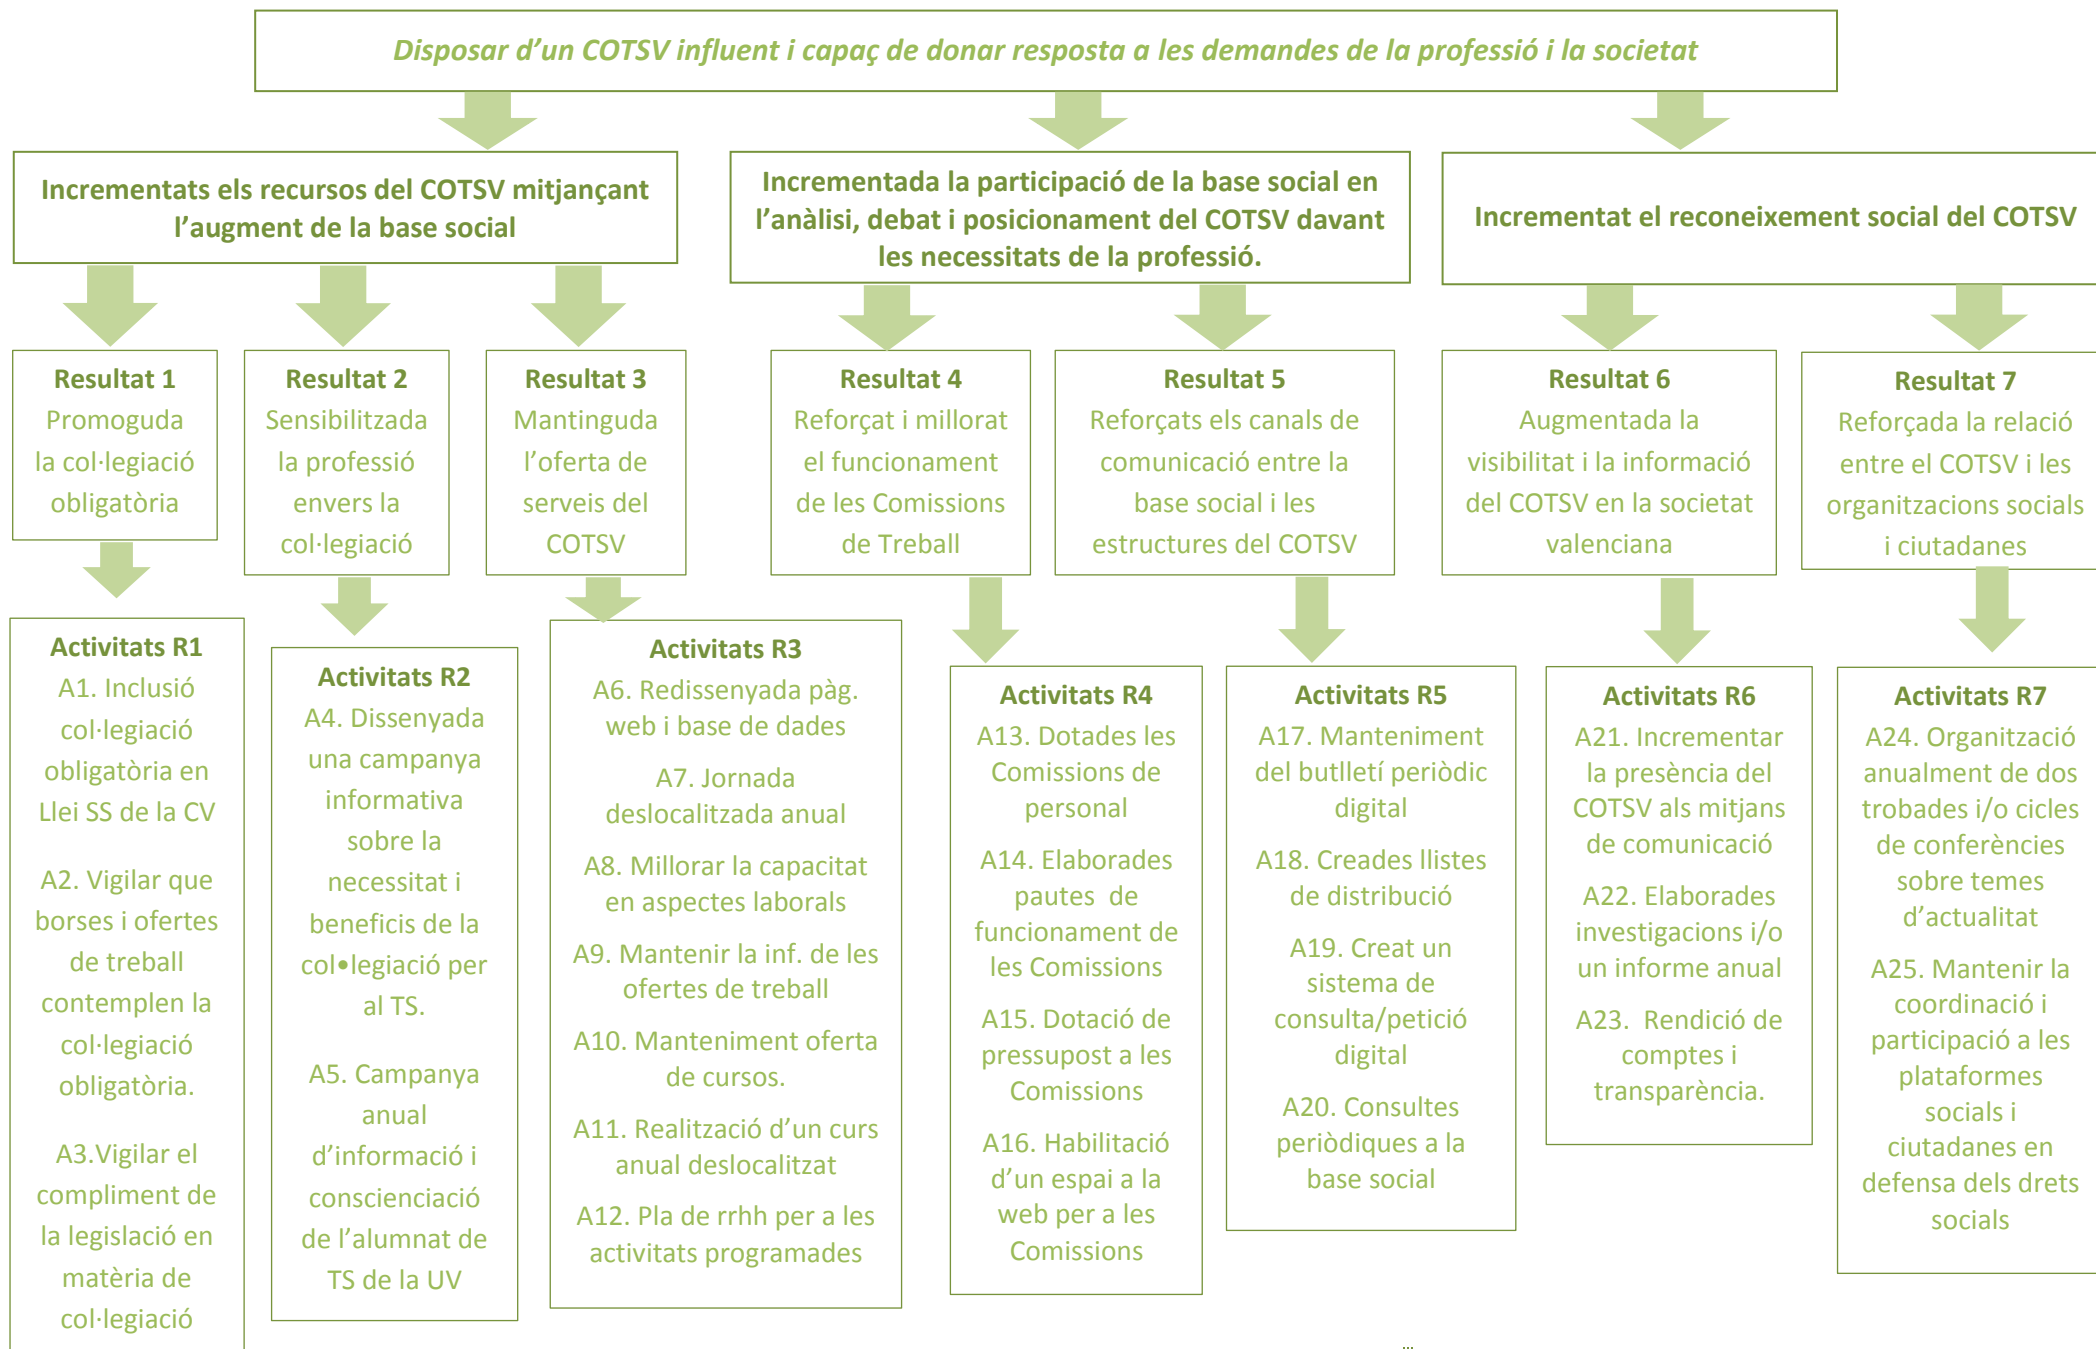 Disposar d’un COTSV influent i capaç de donar resposta a les demandes de la professió i la societat
Incrementats els recursos del COTSV mitjançant
l’augment de la base social
Incrementada la participació de la base social en
l’anàlisi, debat i posicionament del COTSV davant
les necessitats de la professió.
Incrementat el reconeixement social del COTSV
Resultat 1
Promoguda
la col·legiació
obligatòria
Resultat 2
Sensibilitzada
la professió
envers la
col·legiació
Resultat 3
Mantinguda
l’oferta de
serveis del
COTSV
Resultat 4
Reforçat i millorat
el funcionament
de les Comissions
de Treball
Resultat 5
Reforçats els canals de
comunicació entre la
base social i les
estructures del COTSV
Resultat 6
Augmentada la
visibilitat i la informació
del COTSV en la societat
valenciana
Resultat 7
Reforçada la relació
entre el COTSV i les
organitzacions socials
i ciutadanes
Activitats R1
A1. Inclusió
col·legiació
obligatòria en
Llei SS de la CV
A2. Vigilar que
borses i ofertes
de treball
contemplen la
col·legiació
obligatòria.
A3.Vigilar el
compliment de
la legislació en
matèria de
col·legiació
Activitats R2
A4. Dissenyada
una campanya
informativa
sobre la
necessitat i
beneficis de la
col•legiació per
al TS.
A5. Campanya
anual
d’informació i
conscienciació
de l’alumnat de
TS de la UV
Activitats R3
A6. Redissenyada pàg.
web i base de dades
A7. Jornada
deslocalitzada anual
A8. Millorar la capacitat
en aspectes laborals
A9. Mantenir la inf. de les
ofertes de treball
A10. Manteniment oferta
de cursos.
A11. Realització d’un curs
anual deslocalitzat
A12. Pla de rrhh per a les
activitats programades
Activitats R4
A13. Dotades les
Comissions de
personal
A14. Elaborades
pautes de
funcionament de
les Comissions
A15. Dotació de
pressupost a les
Comissions
A16. Habilitació
d’un espai a la
web per a les
Comissions
Activitats R5
A17. Manteniment
del butlletí periòdic
digital
A18. Creades llistes
de distribució
A19. Creat un
sistema de
consulta/petició
digital
A20. Consultes
periòdiques a la
base social
Activitats R6
A21. Incrementar
la presència del
COTSV als mitjans
de comunicació
A22. Elaborades
investigacions i/o
un informe anual
A23. Rendició de
comptes i
transparència.
Activitats R7
A24. Organització
anualment de dos
trobades i/o cicles
de conferències
sobre temes
d’actualitat
A25. Mantenir la
coordinació i
participació a les
plataformes
socials i
ciutadanes en
defensa dels drets
socials